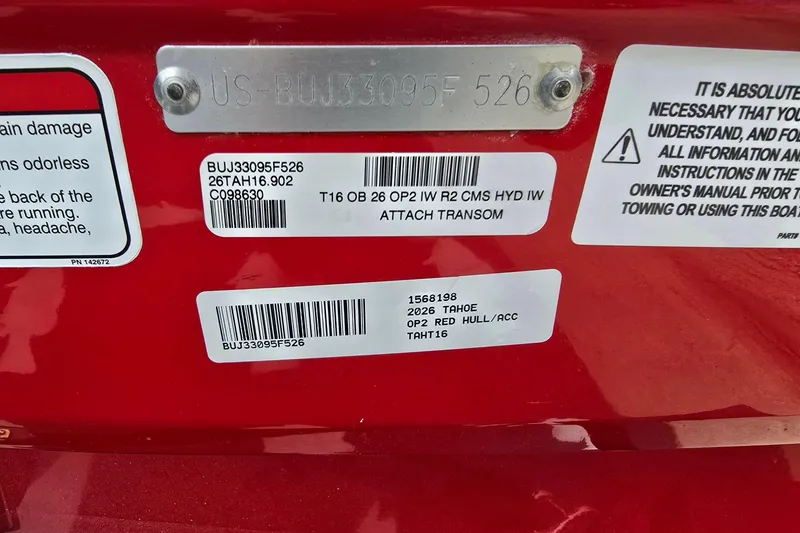 US-BUJ33095F 526
ain damage
ns odorless
e back of the
re running.
a, headache,
PN 142672
BUJ33095F526
26TAH16.902
C098630
T16 OB 26 OP2 IW R2 CMS HYD IW
ATTACH TRANSOM
IT IS ABSOLUTE
NECESSARY THAT YOU
UNDERSTAND, AND FO
ALL INFORMATION AN
INSTRUCTIONS IN THE
OWNER'S MANUAL PRIOR T
TOWING OR USING THIS BOA
PART#
BUJ33095F526
1568198
2026 TAHOE
OP2 RED HULL/ACC
TAHT16